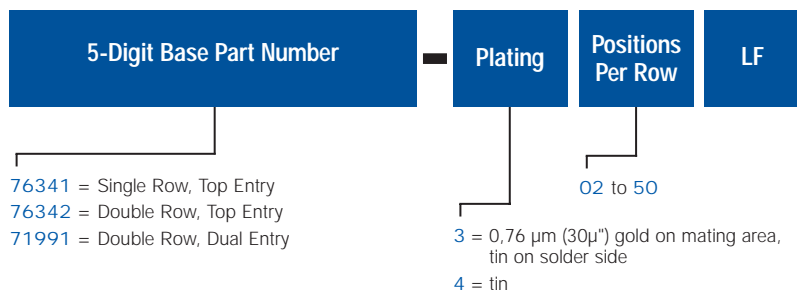 5-Digit Base Part Number
-
Plating
Positions
Per Row
LF
76341 = Single Row, Top Entry
76342 = Double Row, Top Entry
71991 = Double Row, Dual Entry
02 to 50
3 = 0,76 µm (30µ") gold on mating area,
tin on solder side
4 = tin